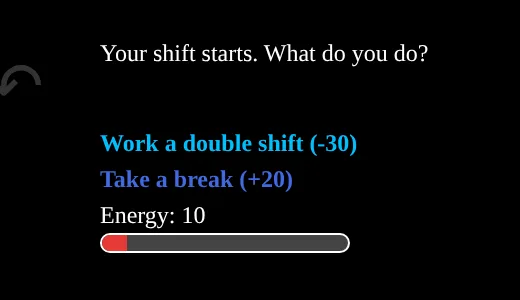 Your shift starts. What do you do?
Work a double shift (-30)
Take a break (+20)
Energy: 10